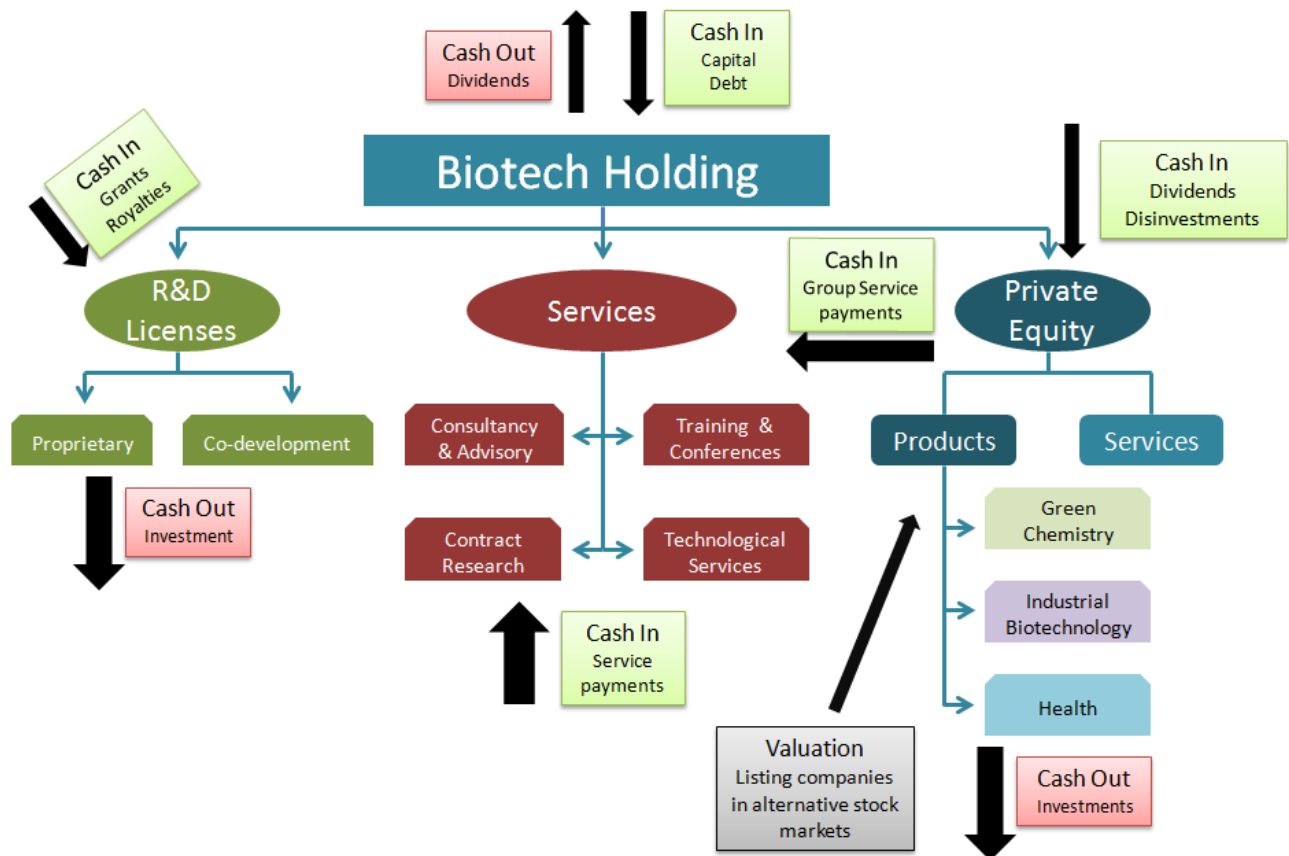 Cash Out
Dividends
Cash In
Capital
Debt
Biotech Holding
Cash In
Grants
Royalties
Cash In
Dividends
Disinvestments
R&D
Licenses
Services
Cash In
Group Service
payments
Private
Equity
Proprietary
Co-development
Consultancy
& Advisory
Training &
Conferences
Products
Services
Cash Out
Investment
Contract
Research
Technological
Services
Green
Chemistry
Industrial
Biotechnology
Cash In
Service
payments
Health
Valuation
Listing companies
in alternative stock
markets
Cash Out
Investments